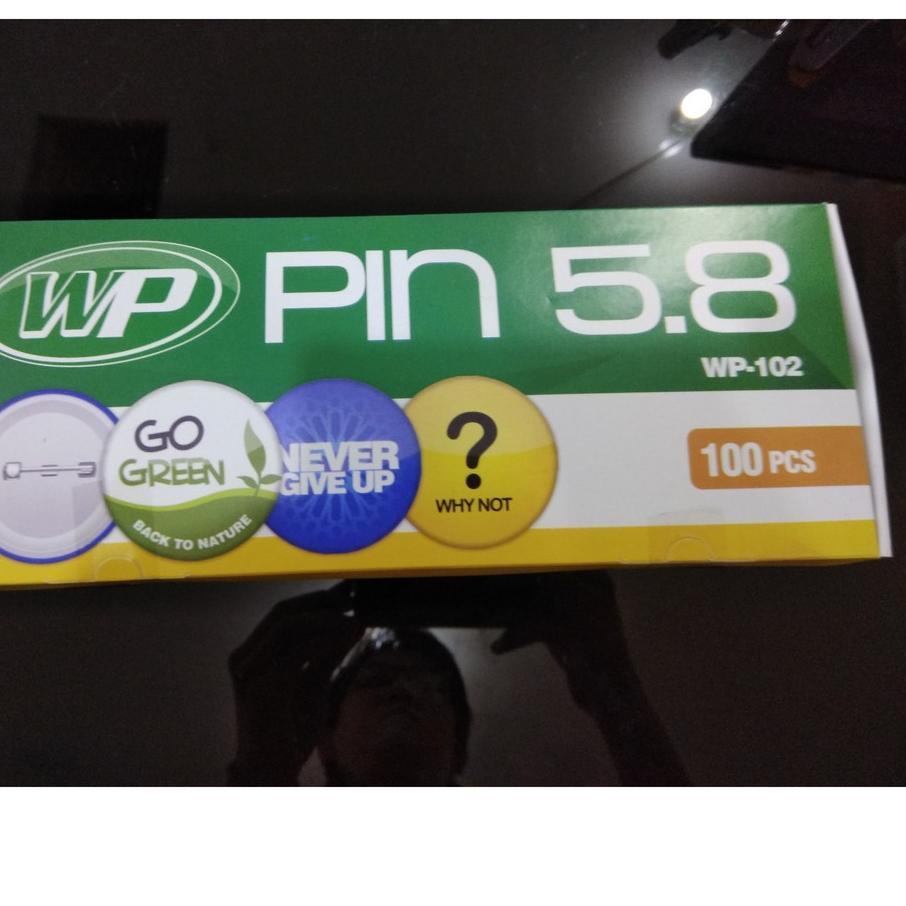 WP
PIN 5.8
WP-102
GO
GREEN
BACK TO NATURE
NEVER
GIVE UP
?
WHY NOT
100 PCS